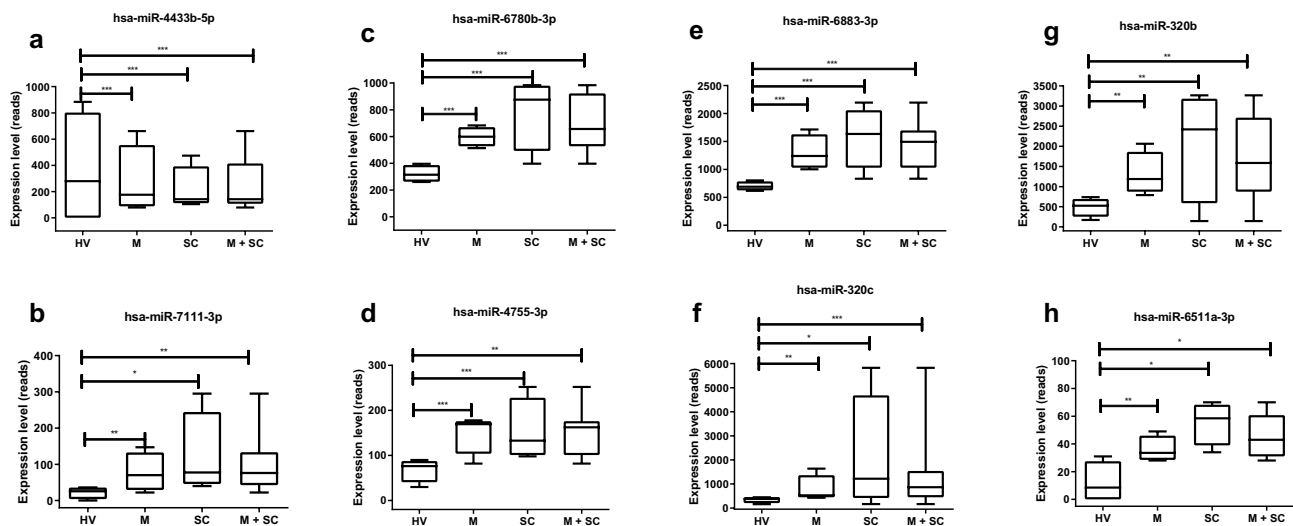 a
hsa-miR-4433b-5p
***
***
***
Expression level (reads)
1000
800
600
400
200
0
HV M SC M + SC
c
hsa-miR-6780b-3p
***
***
***
Expression level (reads)
1000
800
600
400
200
0
HV M SC M + SC
e
hsa-miR-6883-3p
***
***
***
Expression level (reads)
2500
2000
1500
1000
500
0
HV M SC M + SC
g
hsa-miR-320b
**
**
**
Expression level (reads)
3500
3000
2500
2000
1500
1000
500
0
HV M SC M + SC
b
hsa-miR-7111-3p
**
*
**
Expression level (reads)
400
300
200
100
0
HV M SC M + SC
d
hsa-miR-4755-3p
**
***
***
Expression level (reads)
300
200
100
0
HV M SC M + SC
f
hsa-miR-320c
***
*
**
Expression level (reads)
6000
5000
4000
3000
2000
1000
0
HV M SC M + SC
h
hsa-miR-6511a-3p
*
*
**
Expression level (reads)
80
60
40
20
0
HV M SC M + SC